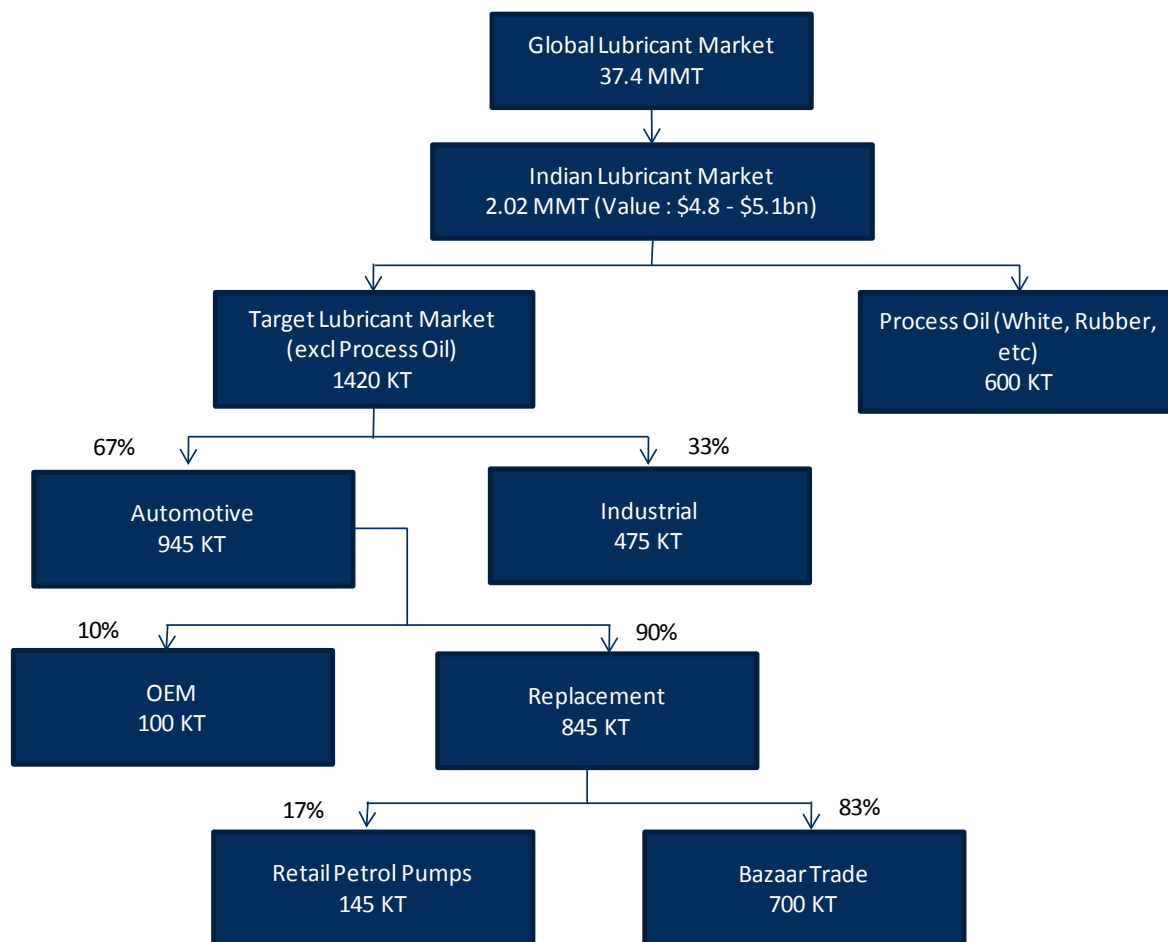 Global Lubricant Market
37.4 MMT
Indian Lubricant Market
2.02 MMT (Value : $4.8 - $5.1bn)
Target Lubricant Market
(excl Process Oil)
1420 KT
Process Oil (White, Rubber,
etc)
600 KT
67%
33%
Automotive
945 KT
Industrial
475 KT
10%
90%
OEM
100 KT
Replacement
845 KT
17%
83%
Retail Petrol Pumps
145 KT
Bazaar Trade
700 KT